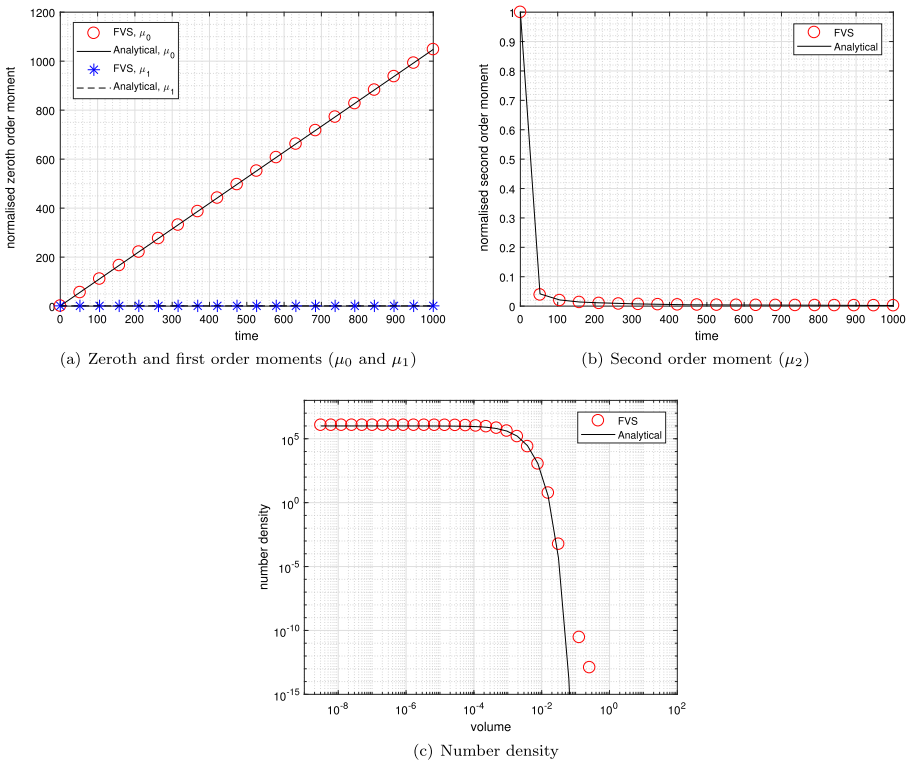 1200
1000
800
600
400
200
0
normalised zeroth order moment
FVS, μ0
Analytical, μ0
FVS, μ1
Analytical, μ1
0 100 200 300 400 500 600 700 800 900 1000
time
(a) Zeroth and first order moments (μ0 and μ1)
1
0.9
0.8
0.7
0.6
0.5
0.4
0.3
0.2
0.1
0
normalised second order moment
FVS
Analytical
0 100 200 300 400 500 600 700 800 900 1000
time
(b) Second order moment (μ2)
10^5
10^0
10^-5
10^-10
10^-15
number density
FVS
Analytical
10^-8 10^-6 10^-4 10^-2 10^0 10^2
volume
(c) Number density